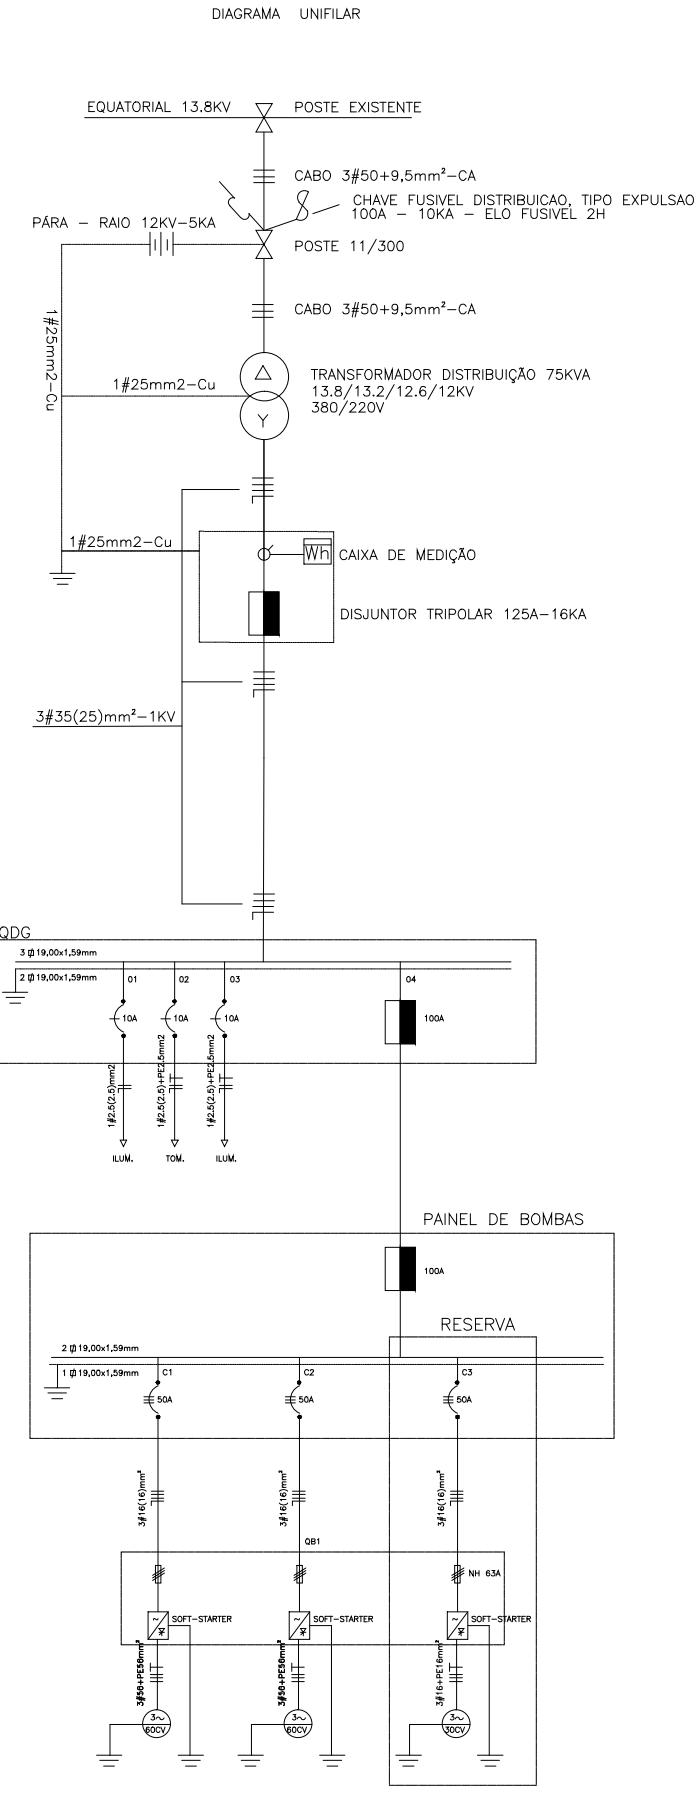 DIAGRAMA UNIFILAR
EQUATORIAL 13.8KV
POSTE EXISTENTE
CABO 3#50+9,5mm²-CA
CHAVE FUSIVEL DISTRIBUICAO, TIPO EXPULSAO
100A - 10KA - ELO FUSIVEL 2H
PÁRA - RAIO 12KV-5KA
POSTE 11/300
CABO 3#50+9,5mm²-CA
1#25mm2-Cu
1#25mm2-Cu
TRANSFORMADOR DISTRIBUIÇÃO 75KVA
13.8/13.2/12.6/12KV
380/220V
Y
1#25mm2-Cu
Wh
CAIXA DE MEDIÇÃO
DISJUNTOR TRIPOLAR 125A-16KA
3#35(25)mm²-1KV
QDG
3 19,00x1,59mm
2 19,00x1,59mm
01
02
03
04
10A
10A
10A
100A
1#2.5(2.5)mm2
1#2.5(2.5)+PE2.5mm2
1#2.5(2.5)+PE2.5mm2
ILUM.
TOM.
ILUM.
PAINEL DE BOMBAS
100A
RESERVA
2 19,00x1,59mm
1 19,00x1,59mm
C1
C2
C3
50A
50A
50A
3#16(16)mm²
3#16(16)mm²
3#16(16)mm²
QB1
NH 63A
SOFT-STARTER
SOFT-STARTER
SOFT-STARTER
3#16+PE16mm²
3~
60CV
3~
60CV
3~
30CV